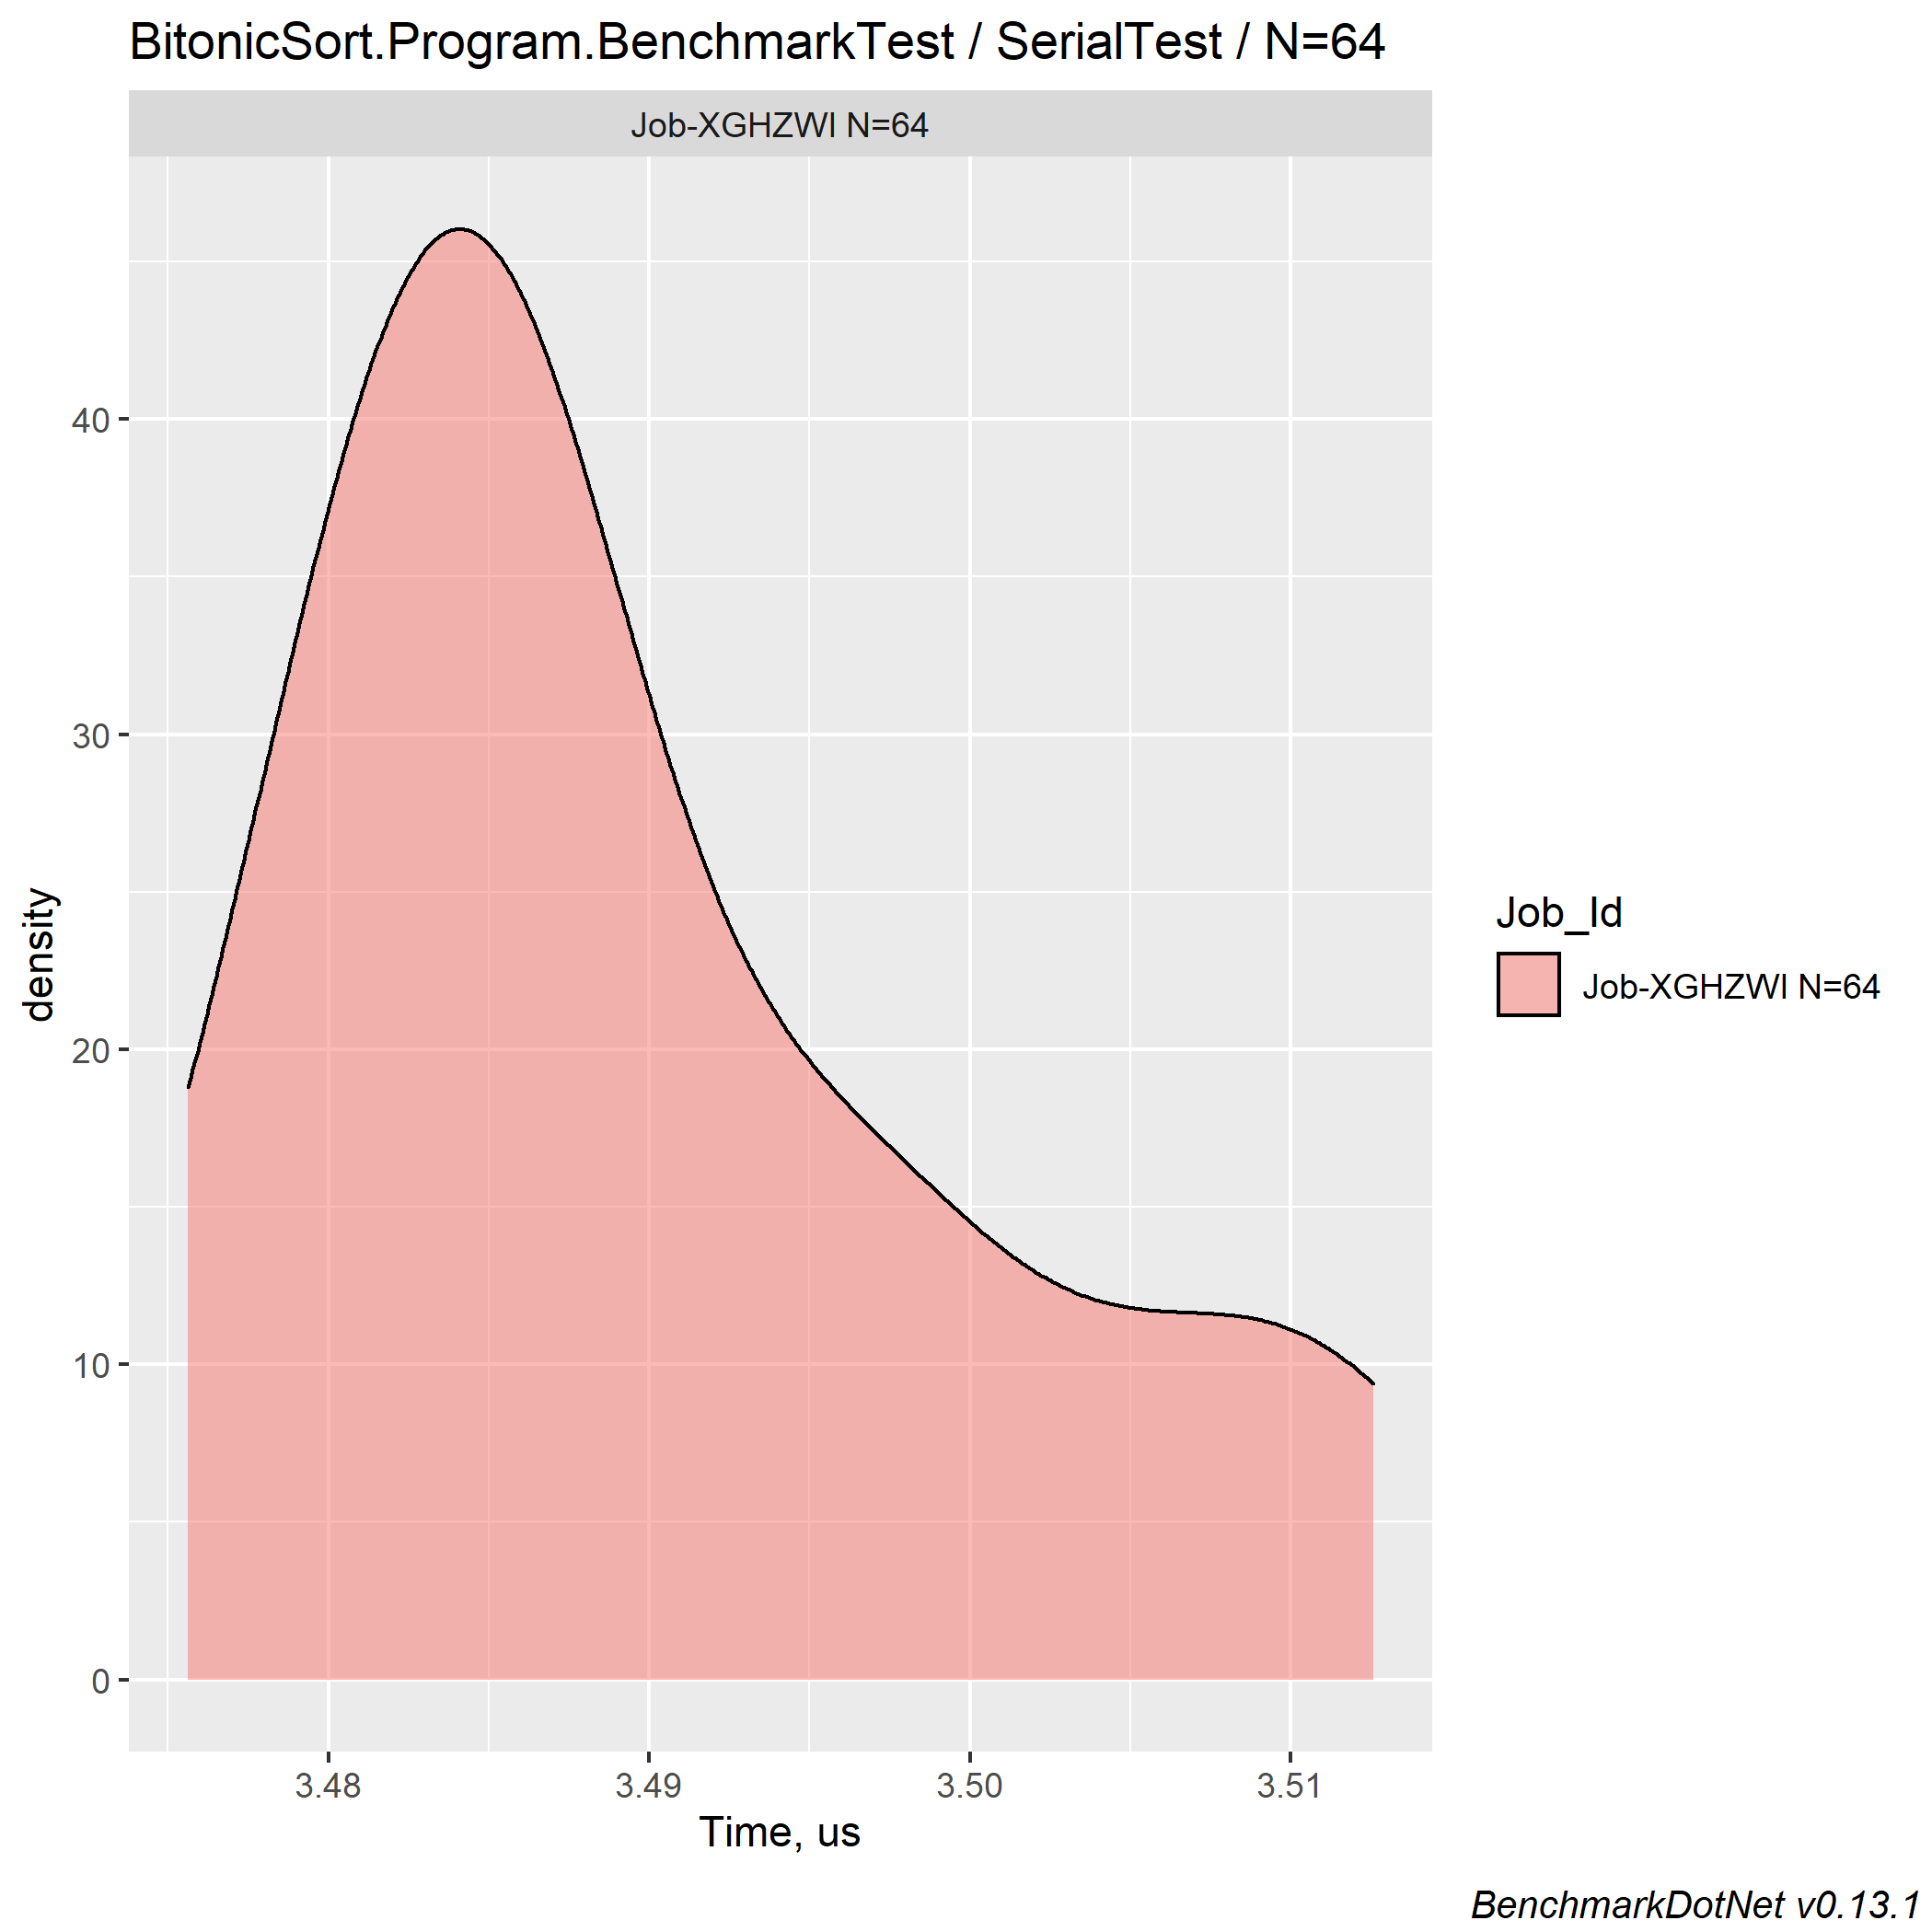 BitonicSort.Program.BenchmarkTest / SerialTest / N=64
Job-XGHZWI N=64
density
40
30
20
10
0
3.48 3.49 3.50 3.51
Time, us
Job_Id
Job-XGHZWI N=64
BenchmarkDotNet v0.13.1